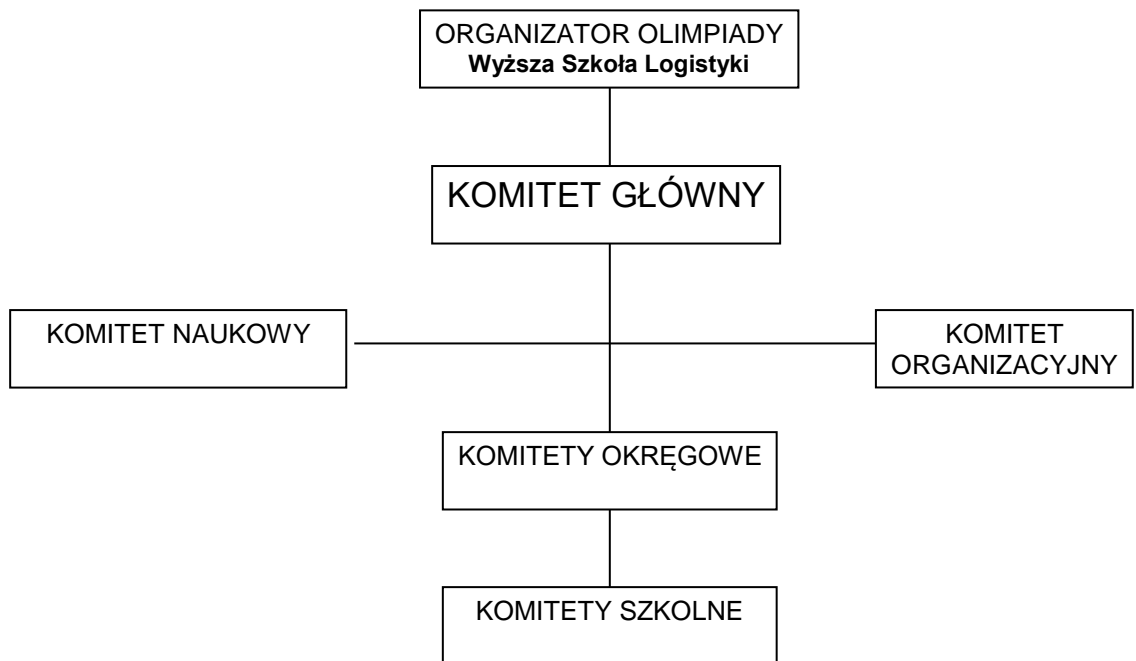 ORGANIZATOR OLIMPIADY
Wyższa Szkoła Logistyki
KOMITET GŁÓWNY
KOMITET NAUKOWY
KOMITET
ORGANIZACYJNY
KOMITETY OKRĘGOWE
KOMITETY SZKOLNE